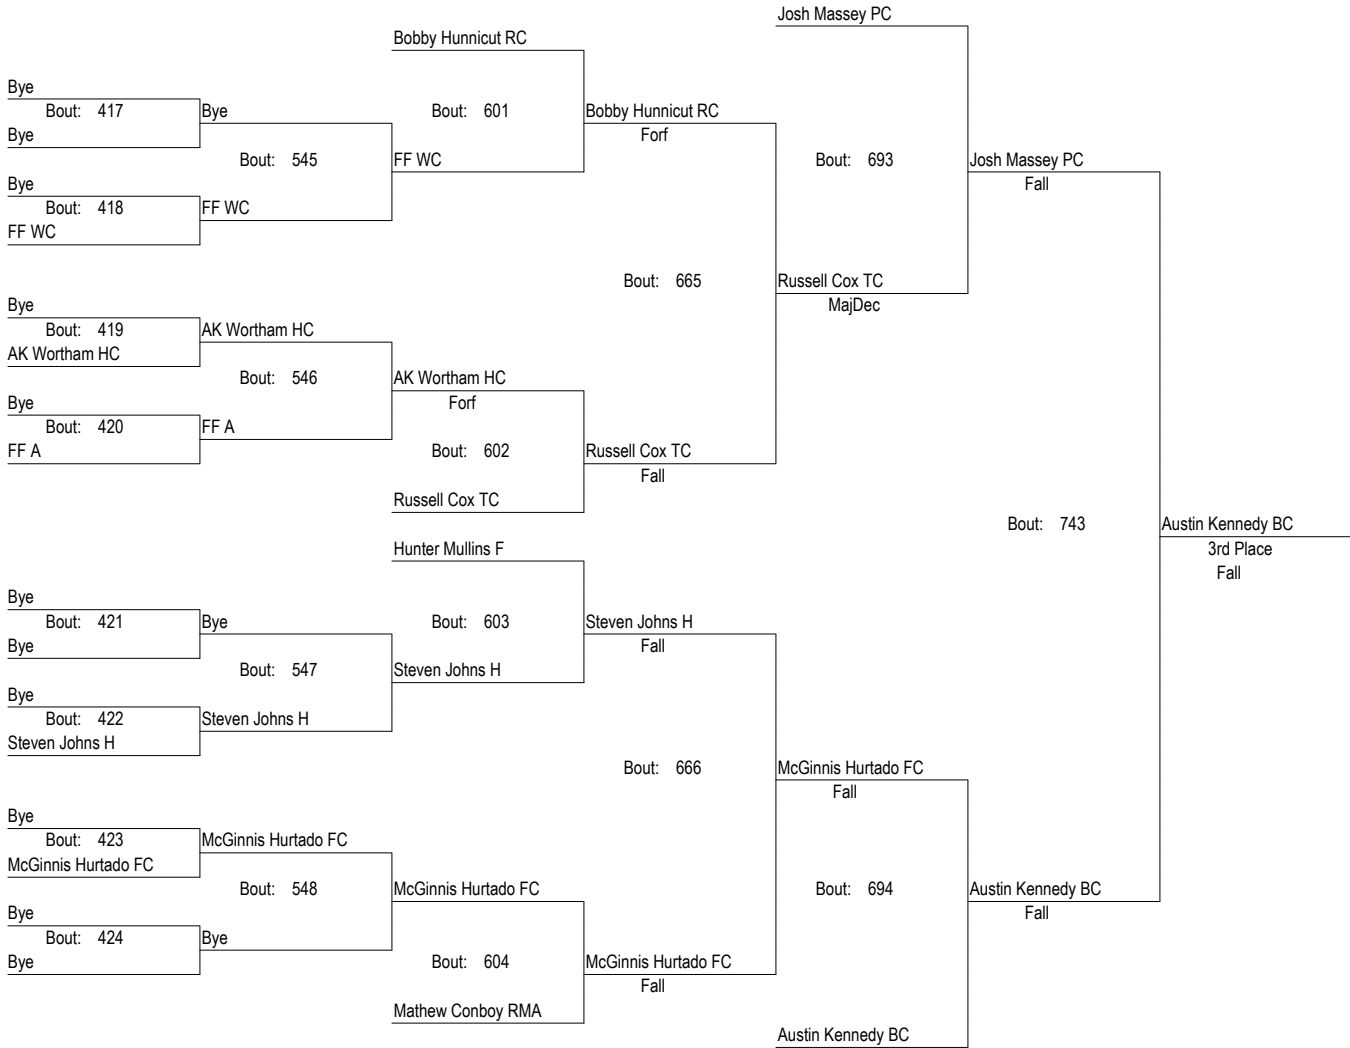 Josh Massey PC
Bobby Hunnicut RC
Bye
Bout: 417
Bye
Bout: 601
Bobby Hunnicut RC
Bye
Forf
Bout: 545
FF WC
Bout: 693
Josh Massey PC
Bye
Fall
Bout: 418
FF WC
FF WC
Bout: 665
Russell Cox TC
Bye
MajDec
Bout: 419
AK Wortham HC
AK Wortham HC
Bout: 546
AK Wortham HC
Bye
Forf
Bout: 420
FF A
FF A
Bout: 602
Russell Cox TC
Fall
Russell Cox TC
Bout: 743
Austin Kennedy BC
Hunter Mullins F
3rd Place
Fall
Bye
Bout: 421
Bye
Bout: 603
Steven Johns H
Bye
Fall
Bout: 547
Steven Johns H
Bye
Bout: 422
Steven Johns H
Steven Johns H
Bout: 666
McGinnis Hurtado FC
Fall
Bye
Bout: 423
McGinnis Hurtado FC
McGinnis Hurtado FC
Bout: 548
McGinnis Hurtado FC
Bout: 694
Austin Kennedy BC
Bye
Fall
Bout: 424
Bye
Bye
Bout: 604
McGinnis Hurtado FC
Fall
Mathew Conboy RMA
Austin Kennedy BC